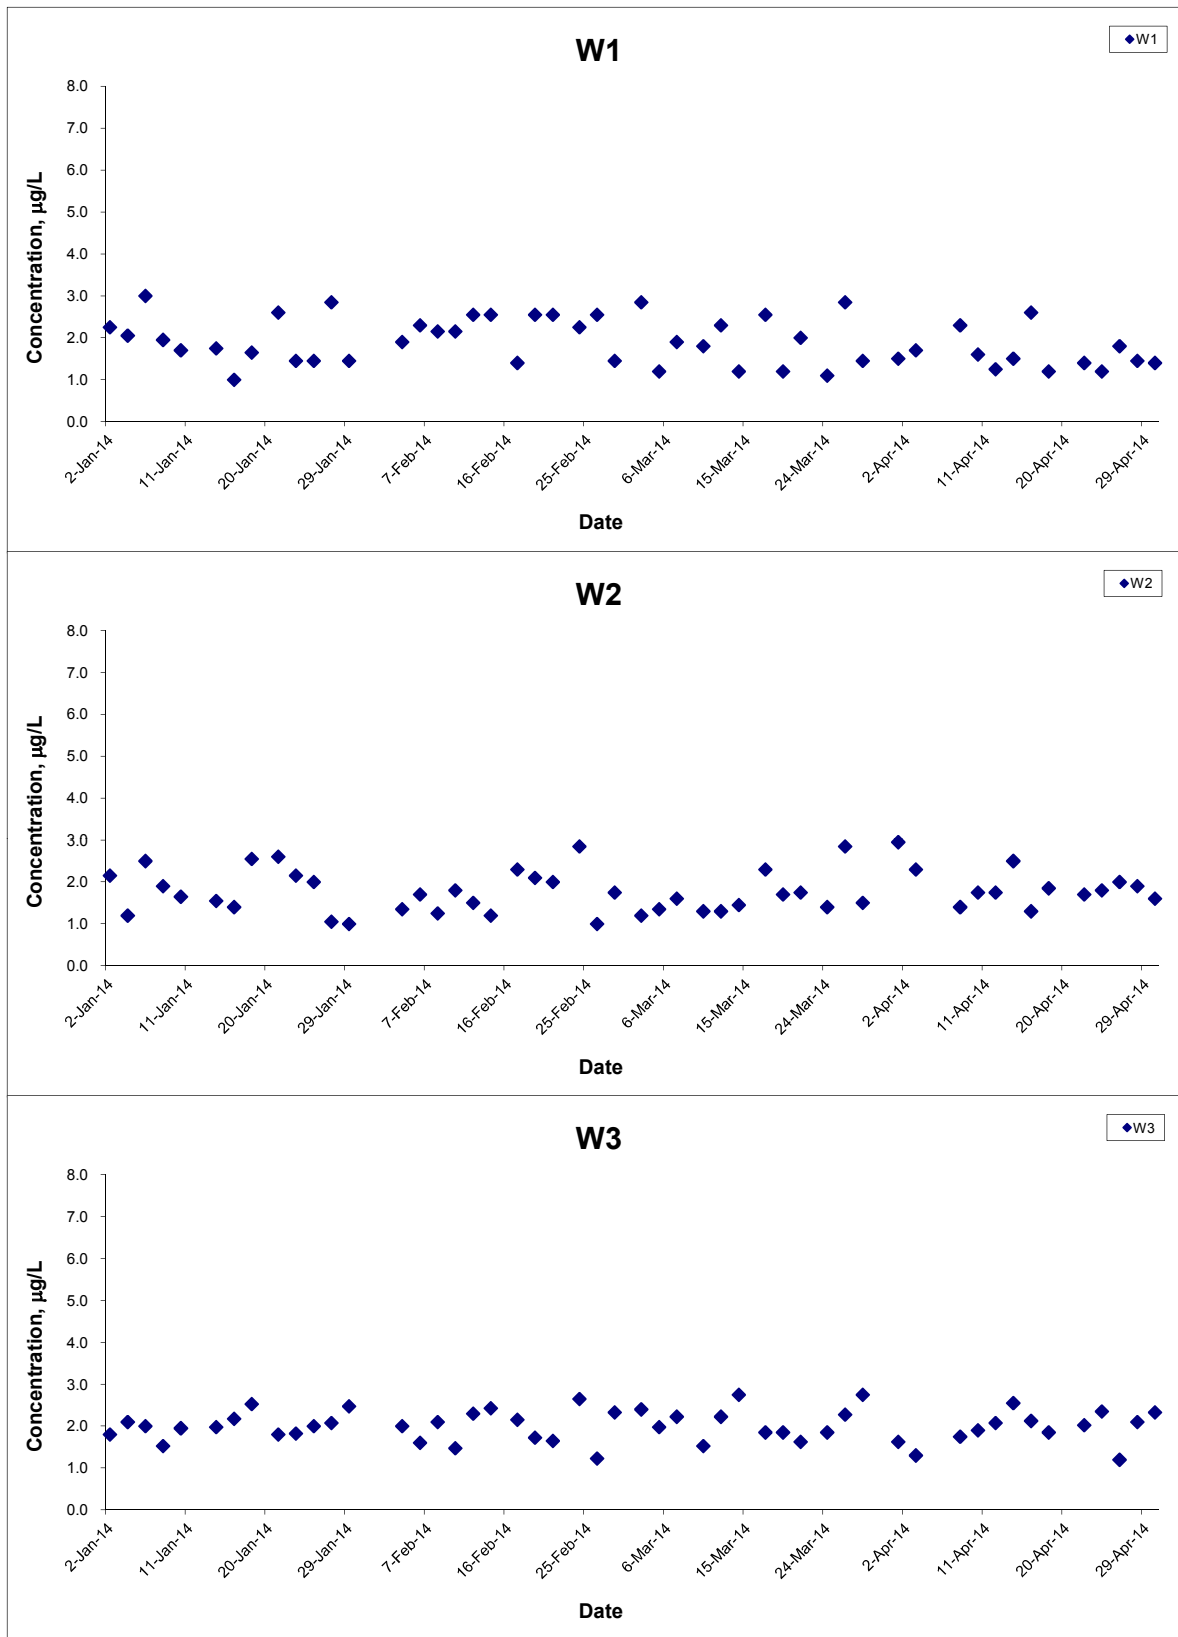 W1
W1
8.0
7.0
6.0
5.0
4.0
3.0
2.0
1.0
0.0
Concentration, µg/L
2-Jan-14
11-Jan-14
20-Jan-14
29-Jan-14
7-Feb-14
16-Feb-14
25-Feb-14
6-Mar-14
15-Mar-14
24-Mar-14
2-Apr-14
11-Apr-14
20-Apr-14
29-Apr-14
Date
W2
W2
8.0
7.0
6.0
5.0
4.0
3.0
2.0
1.0
0.0
Concentration, µg/L
2-Jan-14
11-Jan-14
20-Jan-14
29-Jan-14
7-Feb-14
16-Feb-14
25-Feb-14
6-Mar-14
15-Mar-14
24-Mar-14
2-Apr-14
11-Apr-14
20-Apr-14
29-Apr-14
Date
W3
W3
8.0
7.0
6.0
5.0
4.0
3.0
2.0
1.0
0.0
Concentration, µg/L
2-Jan-14
11-Jan-14
20-Jan-14
29-Jan-14
7-Feb-14
16-Feb-14
25-Feb-14
6-Mar-14
15-Mar-14
24-Mar-14
2-Apr-14
11-Apr-14
20-Apr-14
29-Apr-14
Date